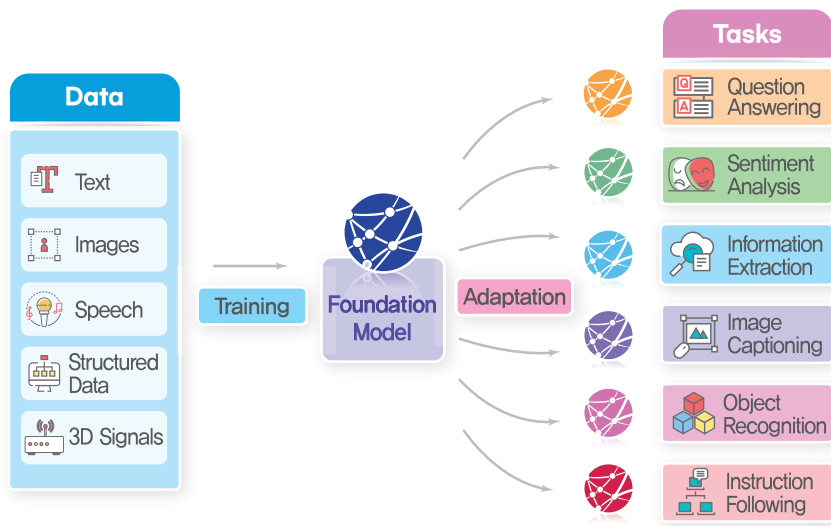 Data
Text
Images
Speech
Structured
Data
3D Signals
Training
Foundation
Model
Adaptation
Tasks
Q
A
Question
Answering
Sentiment
Analysis
Information
Extraction
Image
Captioning
Object
Recognition
Instruction
Following